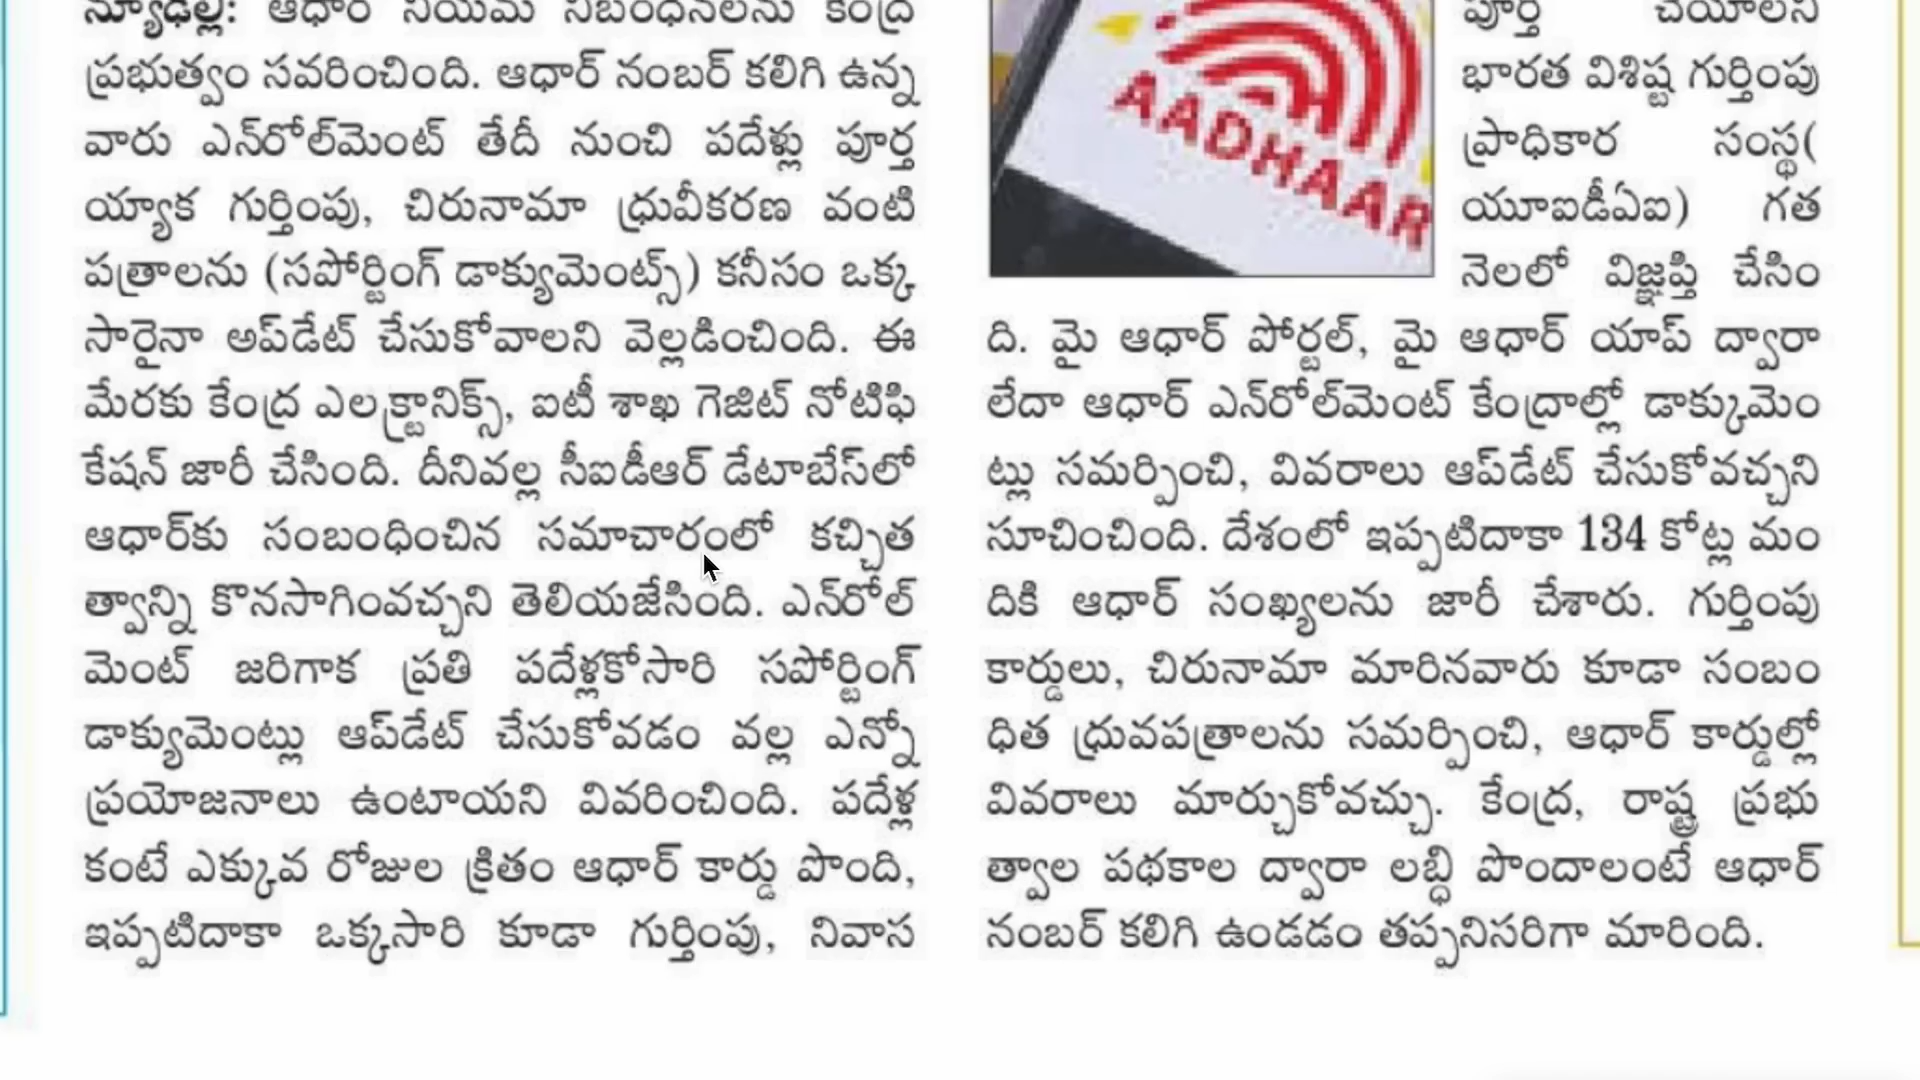 న్యూఢిల్లీ: ఆధార్ నియమ నిబంధనలను కేంద్ర
ప్రభుత్వం సవరించింది. ఆధార్ నంబర్ కలిగి ఉన్న
వారు ఎన్‌రోల్‌మెంట్ తేదీ నుంచి పదేళ్లు పూర్త
య్యాక గుర్తింపు, చిరునామా ధ్రువీకరణ వంటి
పత్రాలను (సపోర్టింగ్ డాక్యుమెంట్స్) కనీసం ఒక్క
సారైనా అప్‌డేట్ చేసుకోవాలని వెల్లడించింది. ఈ
మేరకు కేంద్ర ఎలక్ట్రానిక్స్, ఐటీ శాఖ గెజిట్ నోటిఫి
కేషన్ జారీ చేసింది. దీనివల్ల సీఐడీఆర్ డేటాబేస్‌లో
ఆధార్‌కు సంబంధించిన సమాచారంలో కచ్చిత
త్వాన్ని కొనసాగించవచ్చని తెలియజేసింది. ఎన్‌రోల్
మెంట్ జరిగాక ప్రతి పదేళ్లకోసారి సపోర్టింగ్
డాక్యుమెంట్లు ఆప్‌డేట్ చేసుకోవడం వల్ల ఎన్నో
ప్రయోజనాలు ఉంటాయని వివరించింది. పదేళ్ల
కంటే ఎక్కువ రోజుల క్రితం ఆధార్ కార్డు పొంది,
ఇప్పటిదాకా ఒక్కసారి కూడా గుర్తింపు, నివాస
AADHAAR
పూర్తి చేయాలని
భారత విశిష్ట గుర్తింపు
ప్రాధికార సంస్థ(
యూఐడీఏఐ) గత
నెలలో విజ్ఞప్తి చేసిం
ది. మై ఆధార్ పోర్టల్, మై ఆధార్ యాప్ ద్వారా
లేదా ఆధార్ ఎన్‌రోల్‌మెంట్ కేంద్రాల్లో డాక్కుమెం
ట్లు సమర్పించి, వివరాలు ఆప్‌డేట్ చేసుకోవచ్చని
సూచించింది. దేశంలో ఇప్పటిదాకా 134 కోట్ల మం
దికి ఆధార్ సంఖ్యలను జారీ చేశారు. గుర్తింపు
కార్డులు, చిరునామా మారినవారు కూడా సంబం
ధిత ధ్రువపత్రాలను సమర్పించి, ఆధార్ కార్డుల్లో
వివరాలు మార్చుకోవచ్చు. కేంద్ర, రాష్ట్ర ప్రభు
త్వాల పథకాల ద్వారా లబ్ధి పొందాలంటే ఆధార్
నంబర్ కలిగి ఉండడం తప్పనిసరిగా మారింది.